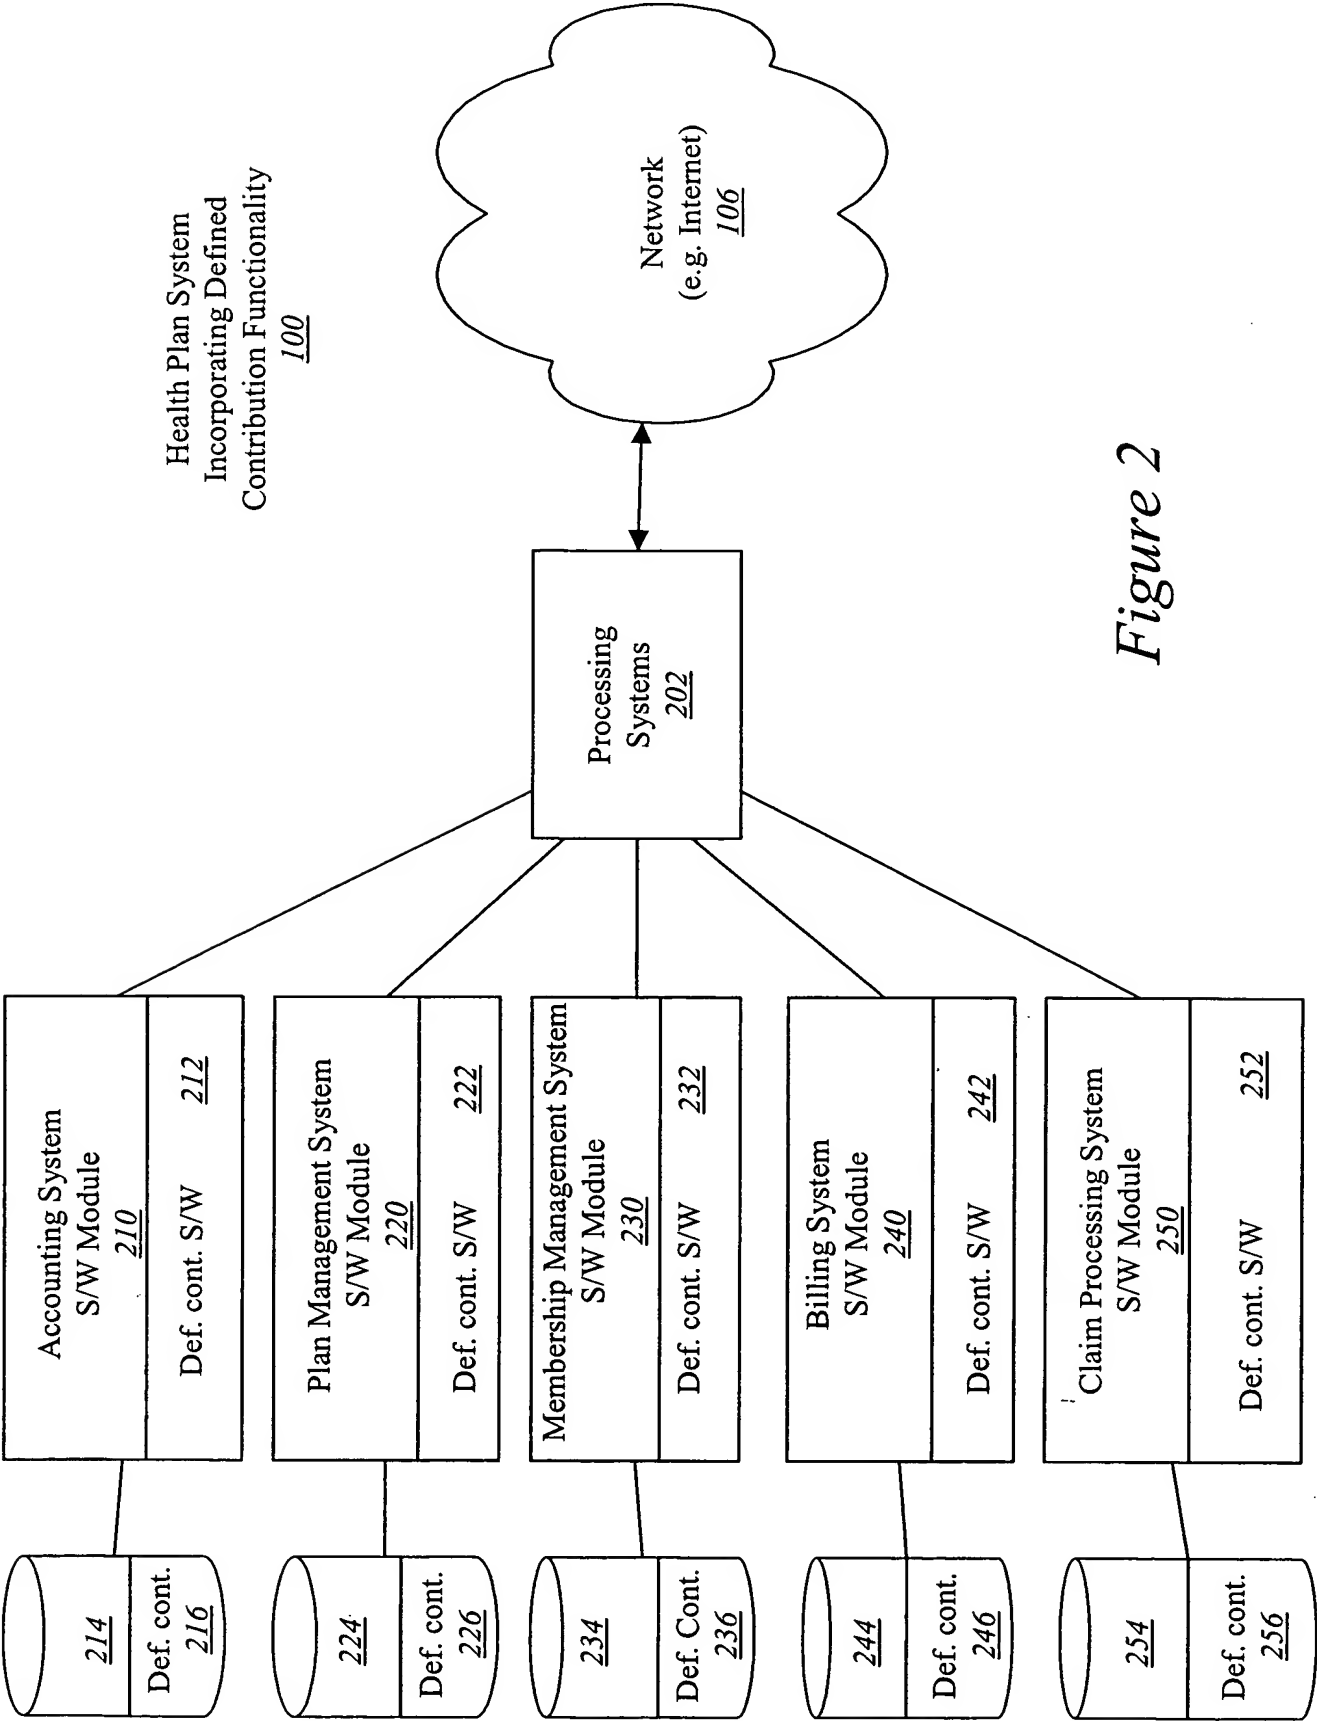 Health Plan System
Incorporating Defined
Contribution Functionality
100
Network
(e.g. Internet)
106
Processing
Systems
202
Accounting System
S/W Module
210
Def. cont. S/W 212
214
Def. cont.
216
Plan Management System
S/W Module
220
Def. cont. S/W 222
224
Def. cont.
226
Membership Management System
S/W Module
230
Def. cont. S/W 232
234
Def. Cont.
236
Billing System
S/W Module
240
Def. cont. S/W 242
244
Def. cont.
246
Claim Processing System
S/W Module
250
Def. cont. S/W 252
254
Def. cont.
256
Figure 2